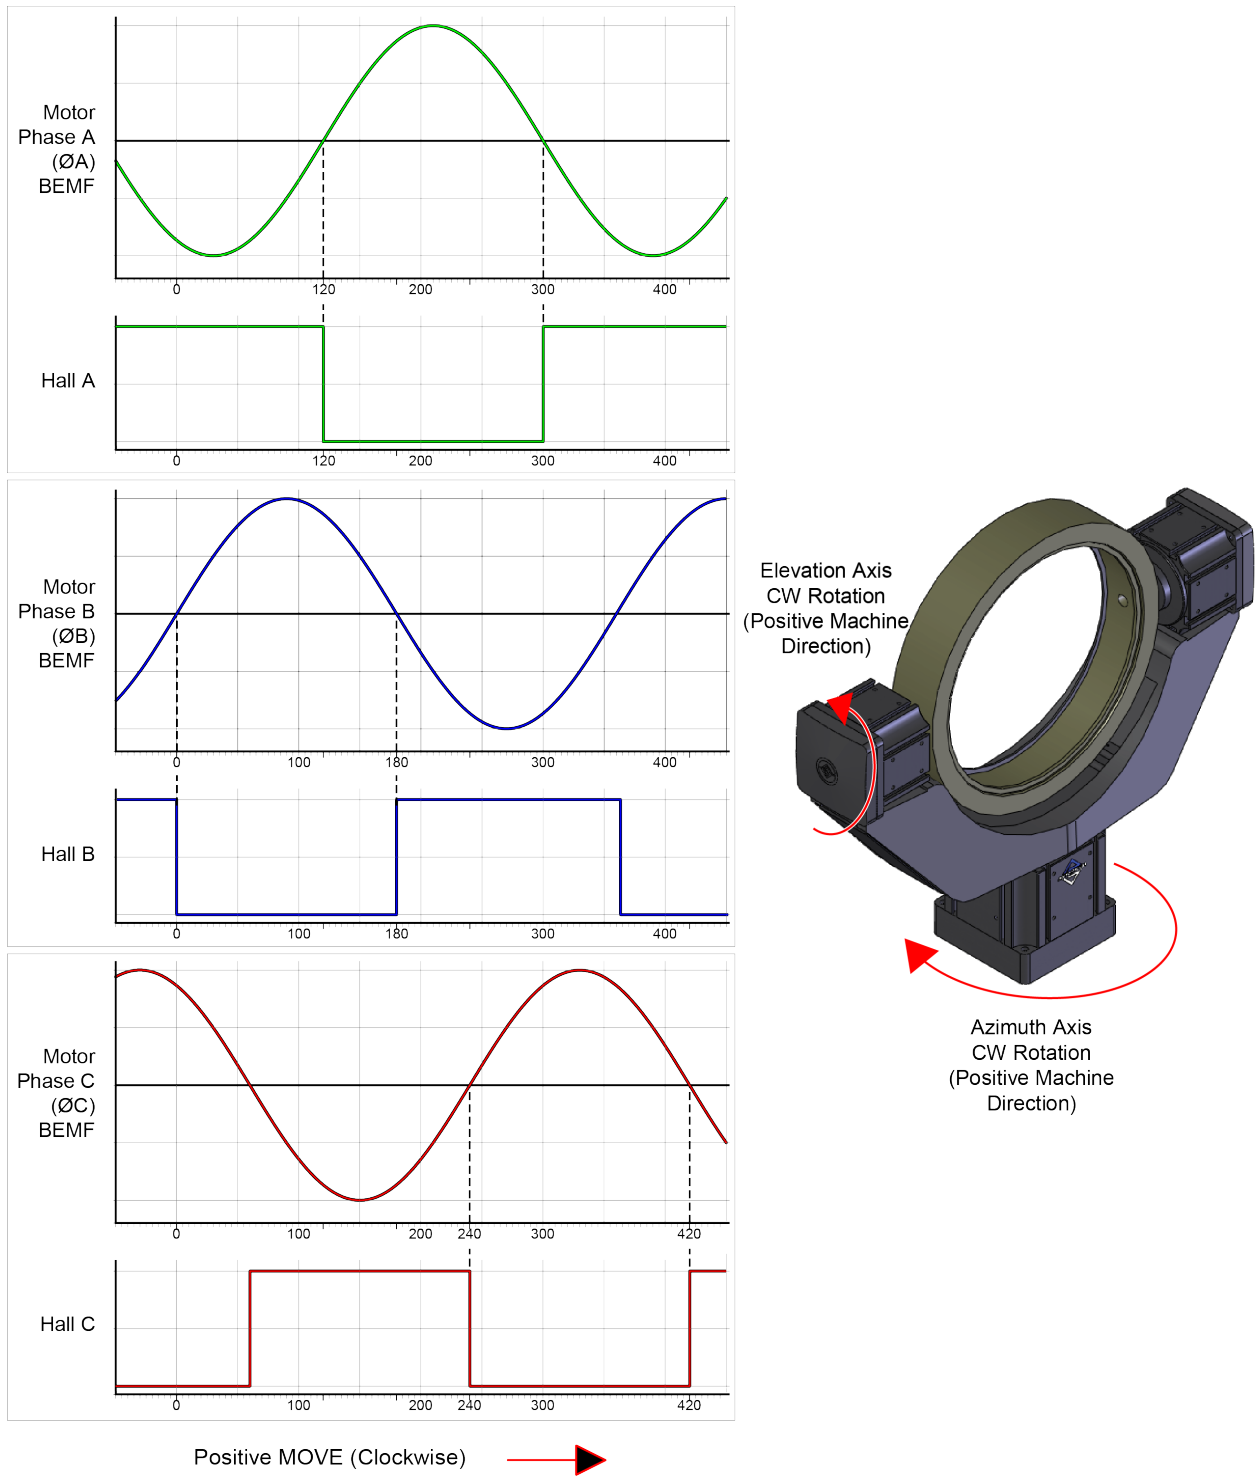 Motor
Phase A
(ØA)
BEMF
0 120 200 300 400
Hall A
0 120 200 300 400
Motor
Phase B
(ØB)
BEMF
0 100 180 300 400
Hall B
0 100 180 300 400
Motor
Phase C
(ØC)
BEMF
0 100 200 240 300 420
Hall C
0 100 200 240 300 420
Positive MOVE (Clockwise)
Elevation Axis
CW Rotation
(Positive Machine
Direction)
Azimuth Axis
CW Rotation
(Positive Machine
Direction)